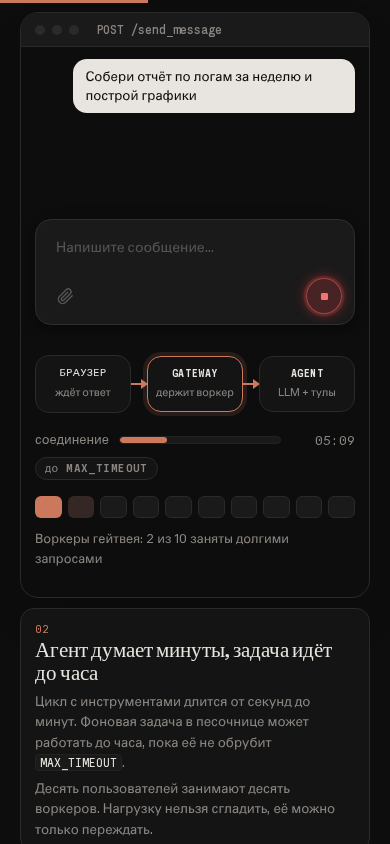 POST /send_message
Собери отчёт по логам за неделю и
построй графики
Напишите сообщение...
БРАУЗЕР
ждёт ответ
GATEWAY
держит воркер
AGENT
LLM + тулы
соединение
05:09
до MAX_TIMEOUT
Воркеры гейтвея: 2 из 10 заняты долгими
запросами
02
Агент думает минуты, задача идёт
до часа
Цикл с инструментами длится от секунд до
минут. Фоновая задача в песочнице может
работать до часа, пока её не обрубит
MAX_TIMEOUT.
Десять пользователей занимают десять
воркеров. Нагрузку нельзя сгладить, её можно
только переждать.